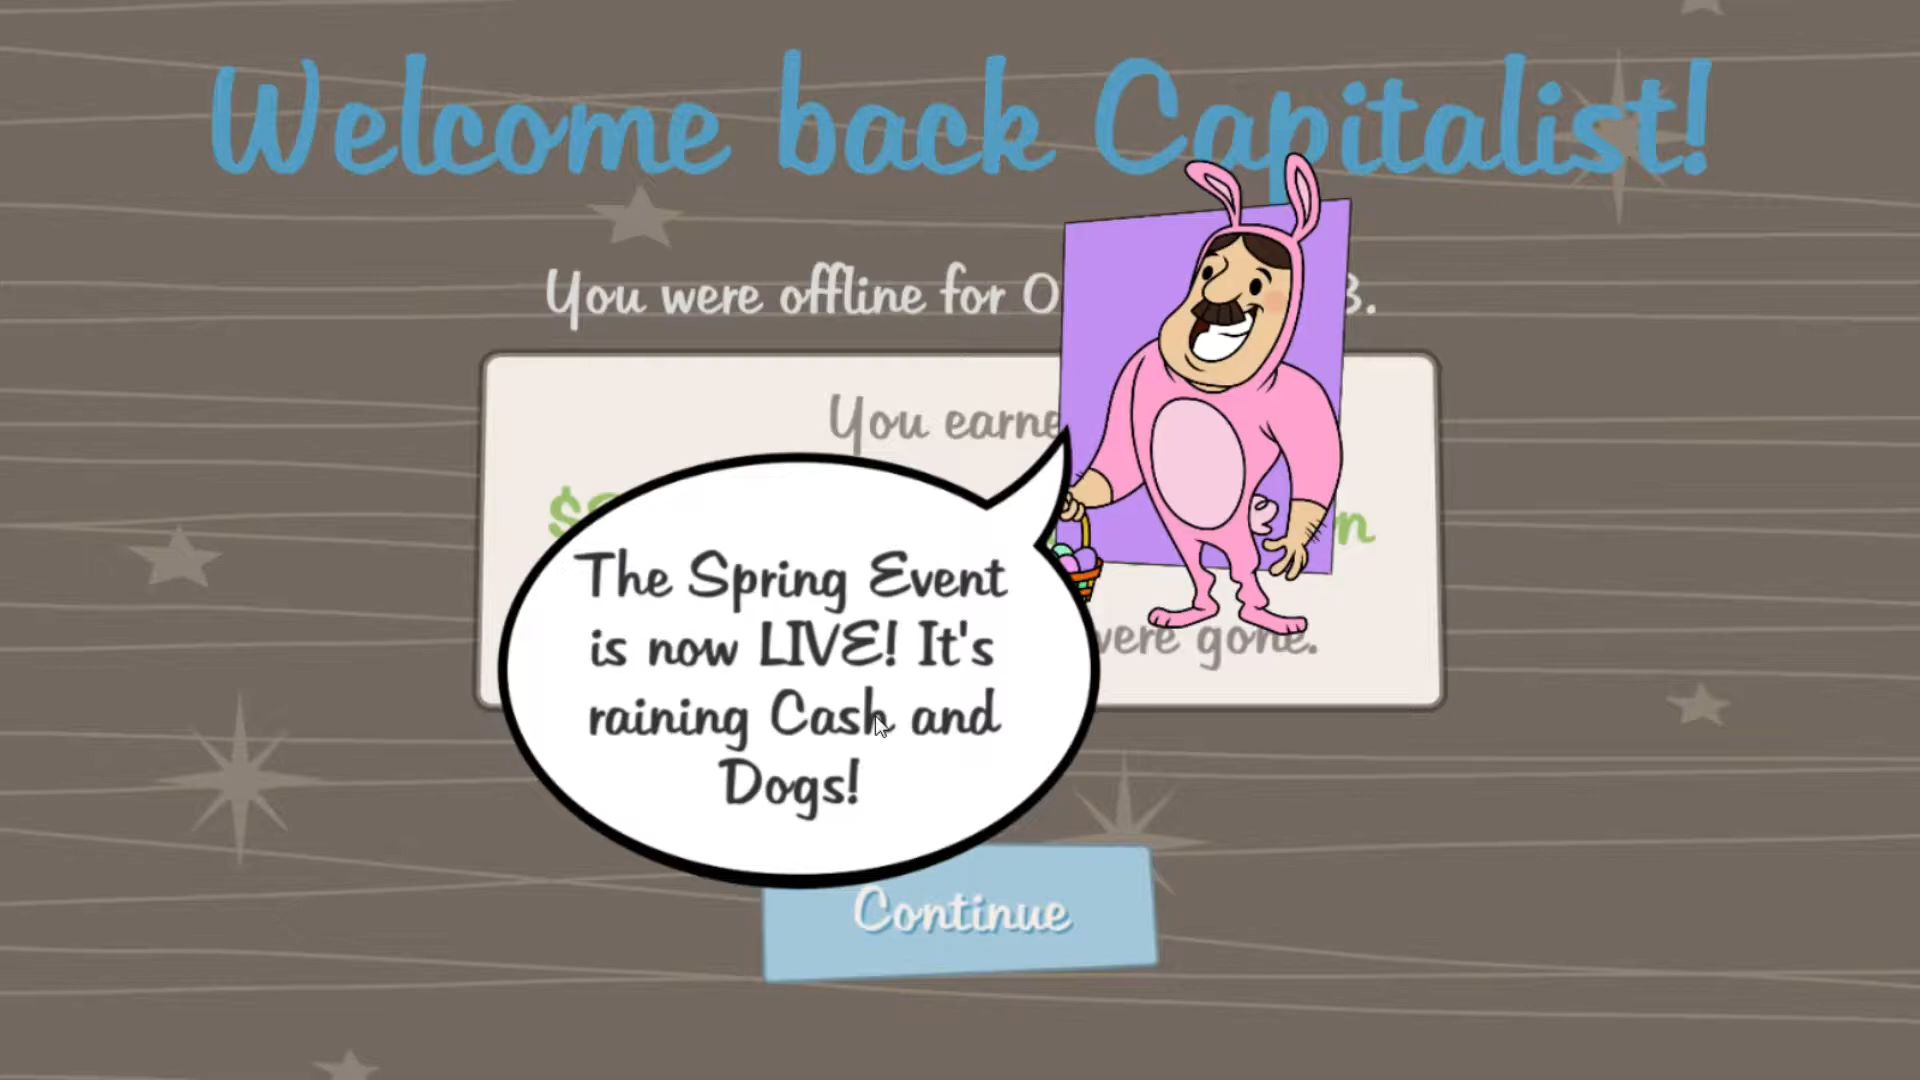 Welcome back Capitalist!
You were offline for
You
The Spring Event
is now LIVE! It's
raining Cash and
Dogs!
were gone.
Continue